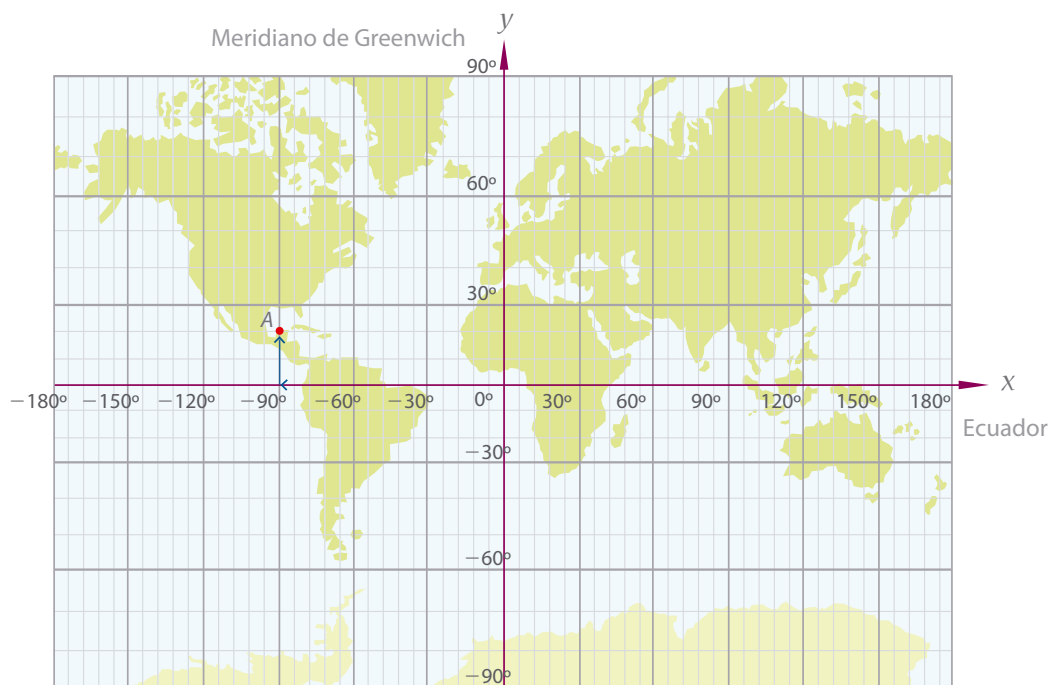 y
Meridiano de Greenwich
90º
60º
30º
A
x
−180º −150º −120º −90º −60º −30º 0º 30º 60º 90º 120º 150º 180º
Ecuador
−30º
−60º
−90º